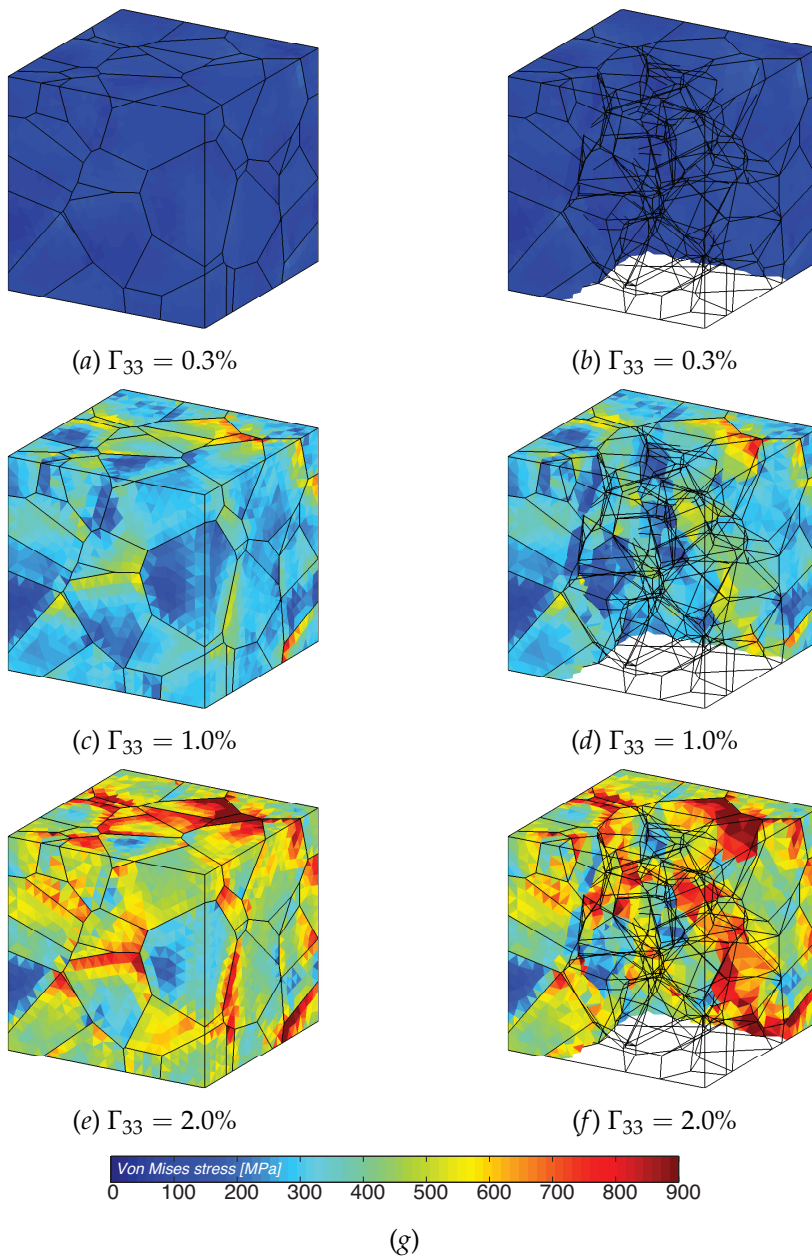 (a) Γ33 = 0.3%
(b) Γ33 = 0.3%
(c) Γ33 = 1.0%
(d) Γ33 = 1.0%
(e) Γ33 = 2.0%
(f) Γ33 = 2.0%
Von Mises stress [MPa]
0 100 200 300 400 500 600 700 800 900
(g)